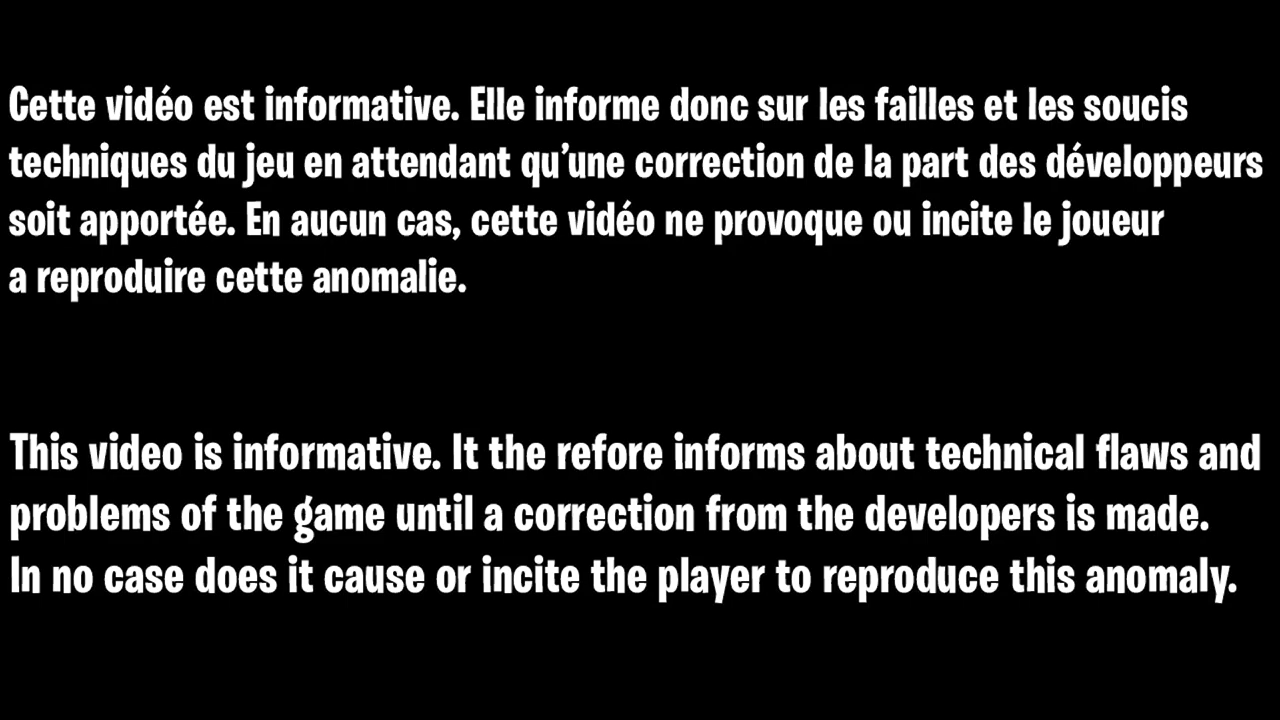 Cette vidéo est informative. Elle informe donc sur les failles et les soucis
techniques du jeu en attendant qu’une correction de la part des développeurs
soit apportée. En aucun cas, cette vidéo ne provoque ou incite le joueur
a reproduire cette anomalie.
This video is informative. It the refore informs about technical flaws and
problems of the game until a correction from the developers is made.
In no case does it cause or incite the player to reproduce this anomaly.